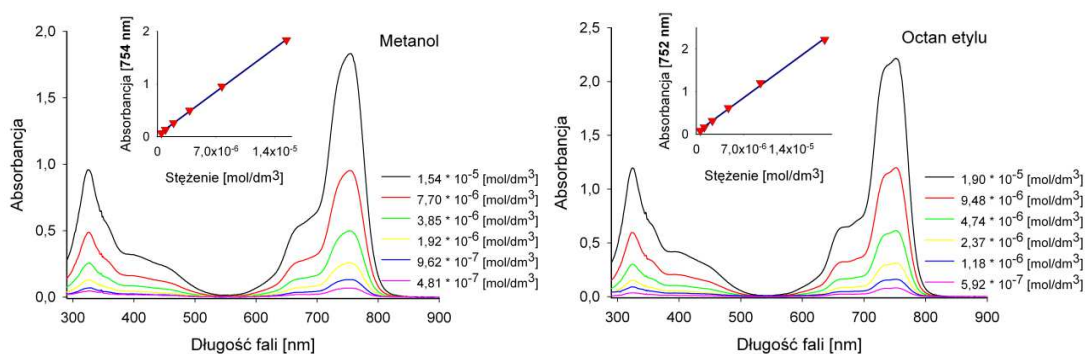 Metanol
Absorbancja
2,0
1,5
1,0
0,5
0,0
300 400 500 600 700 800 900
Długość fali [nm]
Absorbancja [754 nm]
2
1
0
0 7,0x10-6 1,4x10-5
Stężenie [mol/dm3]
1,54 * 10-5 [mol/dm3]
7,70 * 10-6 [mol/dm3]
3,85 * 10-6 [mol/dm3]
1,92 * 10-6 [mol/dm3]
9,62 * 10-7 [mol/dm3]
4,81 * 10-7 [mol/dm3]
Octan etylu
Absorbancja
2,5
2,0
1,5
1,0
0,5
0,0
300 400 500 600 700 800 900
Długość fali [nm]
Absorbancja [752 nm]
2
1
0
0 7,0x10-6 1,4x10-5
Stężenie [mol/dm3]
1,90 * 10-5 [mol/dm3]
9,48 * 10-6 [mol/dm3]
4,74 * 10-6 [mol/dm3]
2,37 * 10-6 [mol/dm3]
1,18 * 10-6 [mol/dm3]
5,92 * 10-7 [mol/dm3]